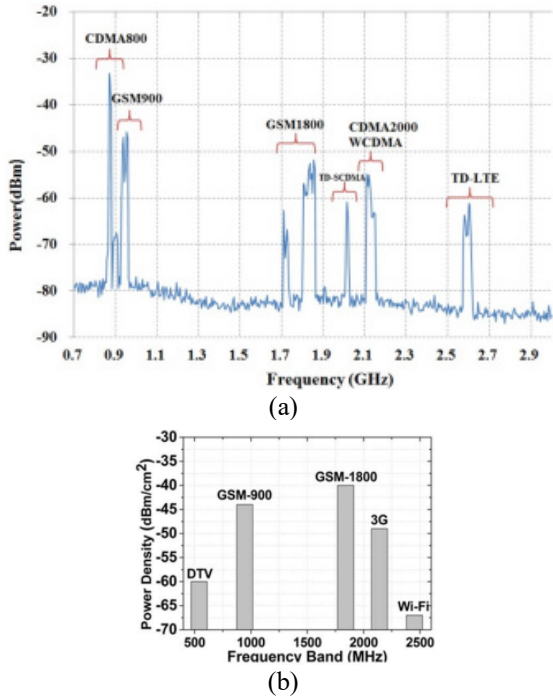 -20
CDMA800
-30
GSM900
-40
GSM1800
CDMA2000
WCDMA
-50
TD-SCDMA
TD-LTE
-60
-70
-80
-90
Power(dBm)
0.7 0.9 1.1 1.3 1.5 1.7 1.9 2.1 2.3 2.5 2.7 2.9
Frequency (GHz)
(a)
-30
-35
-40
-45
-50
-55
-60
-65
-70
Power Density (dBm/cm²)
GSM-900
GSM-1800
3G
DTV
Wi-Fi
500 1000 1500 2000 2500
Frequency Band (MHz)
(b)